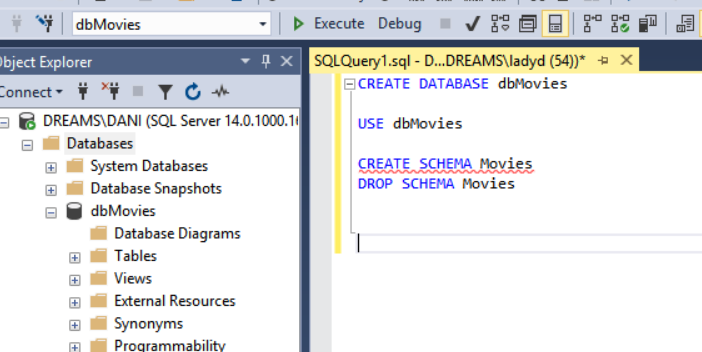 dbMovies
Execute Debug
Object Explorer
SQLQuery1.sql - D...DREAMS\ladyd (54))*
Connect
CREATE DATABASE dbMovies
USE dbMovies
CREATE SCHEMA Movies
DROP SCHEMA Movies
DREAMS\DANI (SQL Server 14.0.1000.16
Databases
System Databases
Database Snapshots
dbMovies
Database Diagrams
Tables
Views
External Resources
Synonyms
Programmability